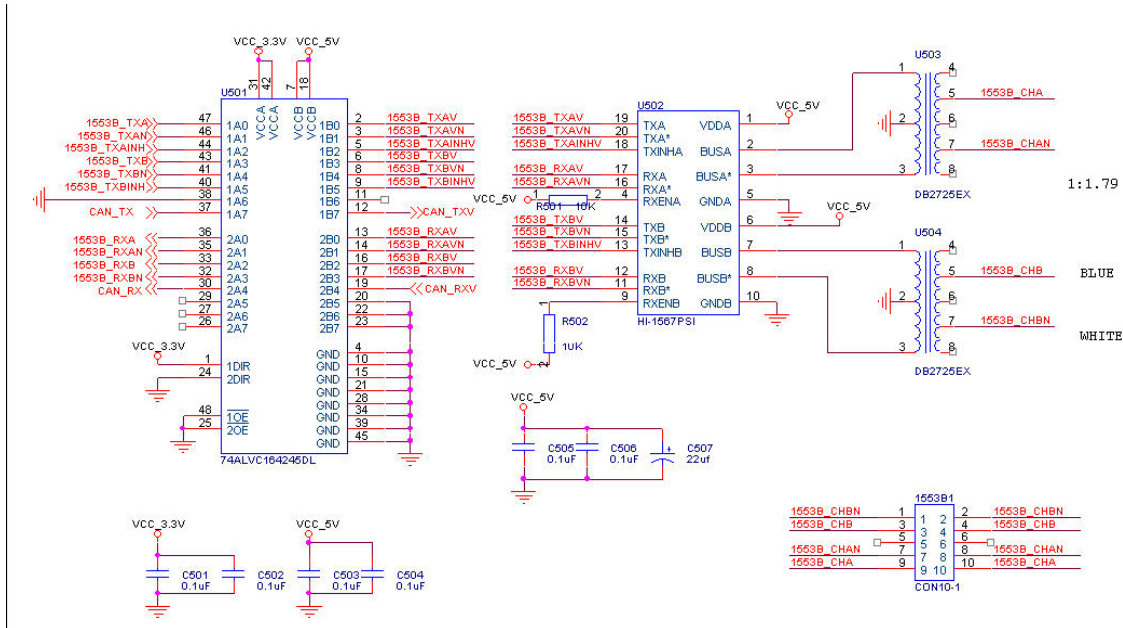 VCC_3.3V VCC_5V
31 42 7 18
U501
VCCA VCCA VCCB VCCB
1553B_TXA 47 1A0 1B0 2 1553B_TXAV
1553B_TXAN 46 1A1 1B1 3 1553B_TXAVN
1553B_TXAINH 44 1A2 1B2 5 1553B_TXAINHV
1553B_TXB 43 1A3 1B3 6 1553B_TXBV
1553B_TXBN 41 1A4 1B4 8 1553B_TXBVN
1553B_TXBINH 40 1A5 1B5 9 1553B_TXBINHV
38 1A6 1B6 11
CAN_TX 37 1A7 1B7 12 CAN_TXV
1553B_RXA 36 2A0 2B0 13 1553B_RXAV
1553B_RXAN 35 2A1 2B1 14 1553B_RXAVN
1553B_RXB 33 2A2 2B2 16 1553B_RXBV
1553B_RXBN 32 2A3 2B3 17 1553B_RXBVN
CAN_RX 30 2A4 2B4 19 CAN_RXV
29 2A5 2B5 20
27 2A6 2B6 22
26 2A7 2B7 23
VCC_3.3V
GND 4
1 1DIR GND 10
24 2DIR GND 15
GND 21
GND 28
48 1OE GND 34
25 2OE GND 39
GND 45
74ALVC164245DL
U502
1553B_TXAV 19 TXA VDDA 1 VCC_5V
1553B_TXAVN 20 TXA* BUSA 2
1553B_TXAINHV 18 TXINHA
1553B_RXAV 17 RXA BUSA* 3
1553B_RXAVN 16 RXA*
VCC_5V 1 R501 10K 2 4 RXENA GNDA 5
1553B_TXBV 14 TXB VDDB 6 VCC_5V
1553B_TXBVN 15 TXB*
1553B_TXBINHV 13 TXINHB BUSB 7
1553B_RXBV 12 RXB BUSB* 8
1553B_RXBVN 11 RXB*
9 RXENB GNDB 10
HI-1567PSI
1
R502
2
VCC_5V
U503
1 4
5 1553B_CHA
2 6
7 1553B_CHAN
3 8
DB2725EX
1:1.79
U504
1 4
5 1553B_CHB BLUE
2 6
7 1553B_CHBN
WHITE
3 8
DB2725EX
VCC_5V
C505 C506 C507
0.1uF 0.1uF + 22uf
VCC_3.3V VCC_5V
C501 C502 C503 C504
0.1uF 0.1uF 0.1uF 0.1uF
1553B1
1553B_CHBN 1 1 2 2 1553B_CHBN
1553B_CHB 3 3 4 4 1553B_CHB
5 5 6 6
1553B_CHAN 7 7 8 8 1553B_CHAN
1553B_CHA 9 9 10 10 1553B_CHA
CON10-1